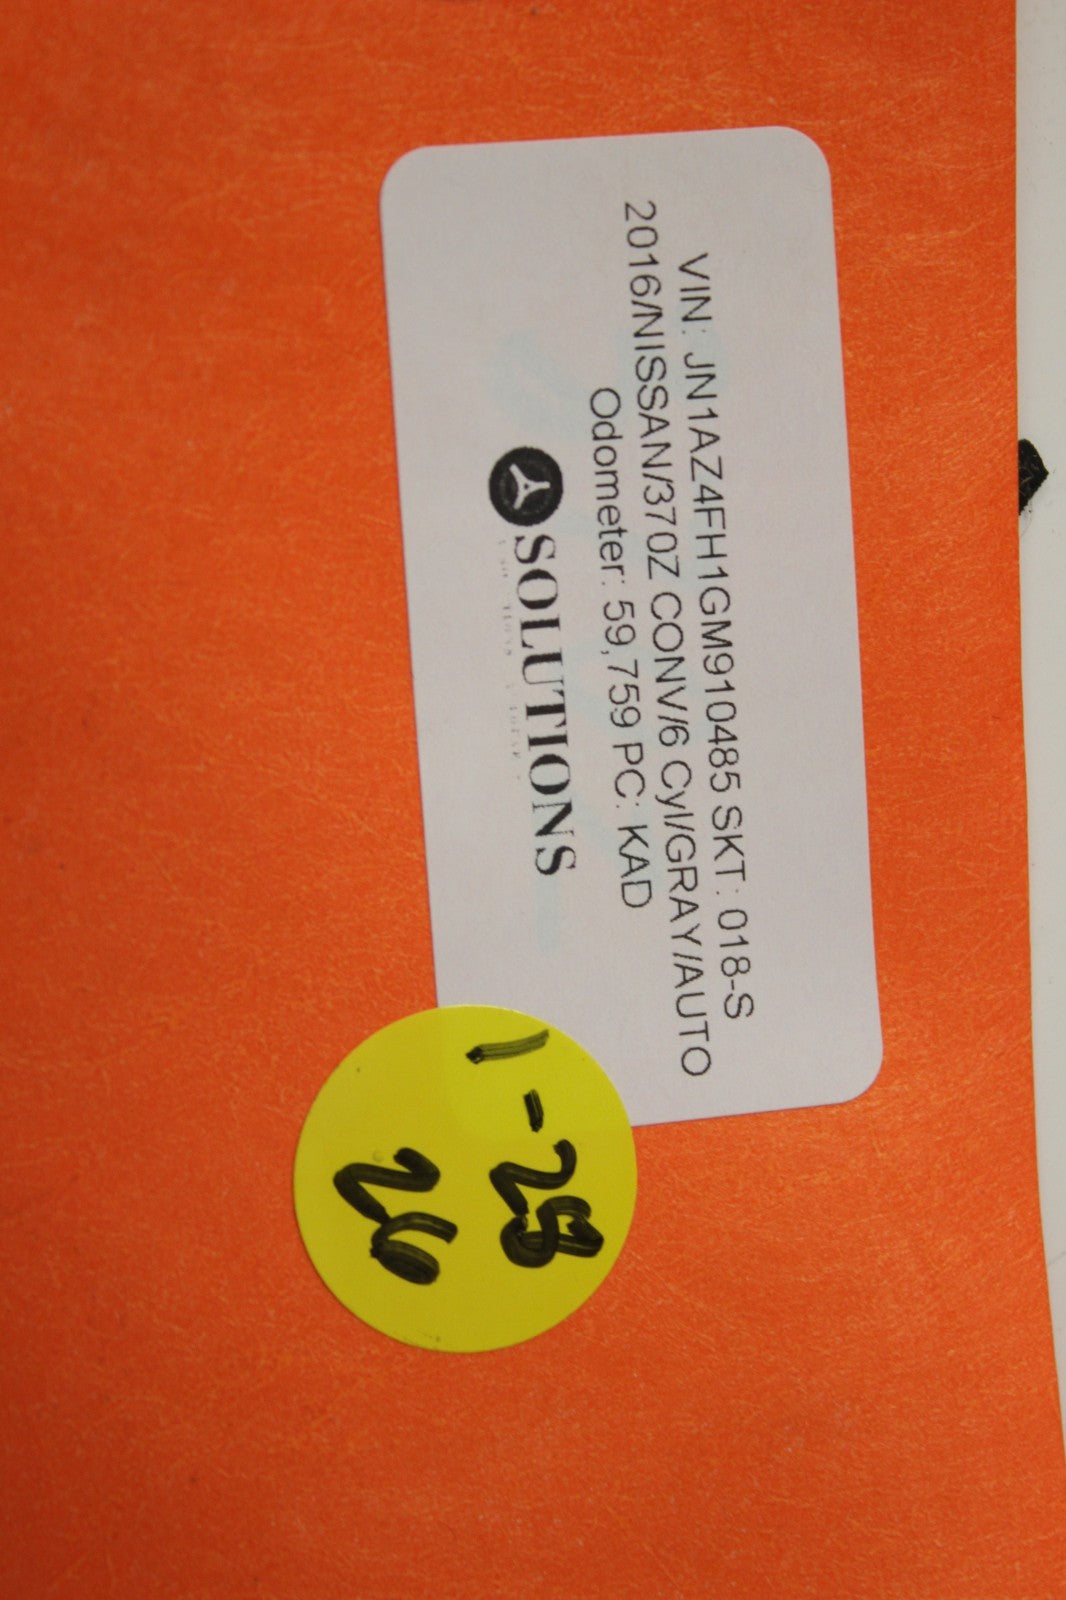 VIN: JN1AZ4FH1GM910485 SKT: 018-S
2016/NISSAN/370Z CONV/6 Cyl/GRAY/AUTO
Odometer: 59,759 PC: KAD
SOLUTIONS
1-28
26